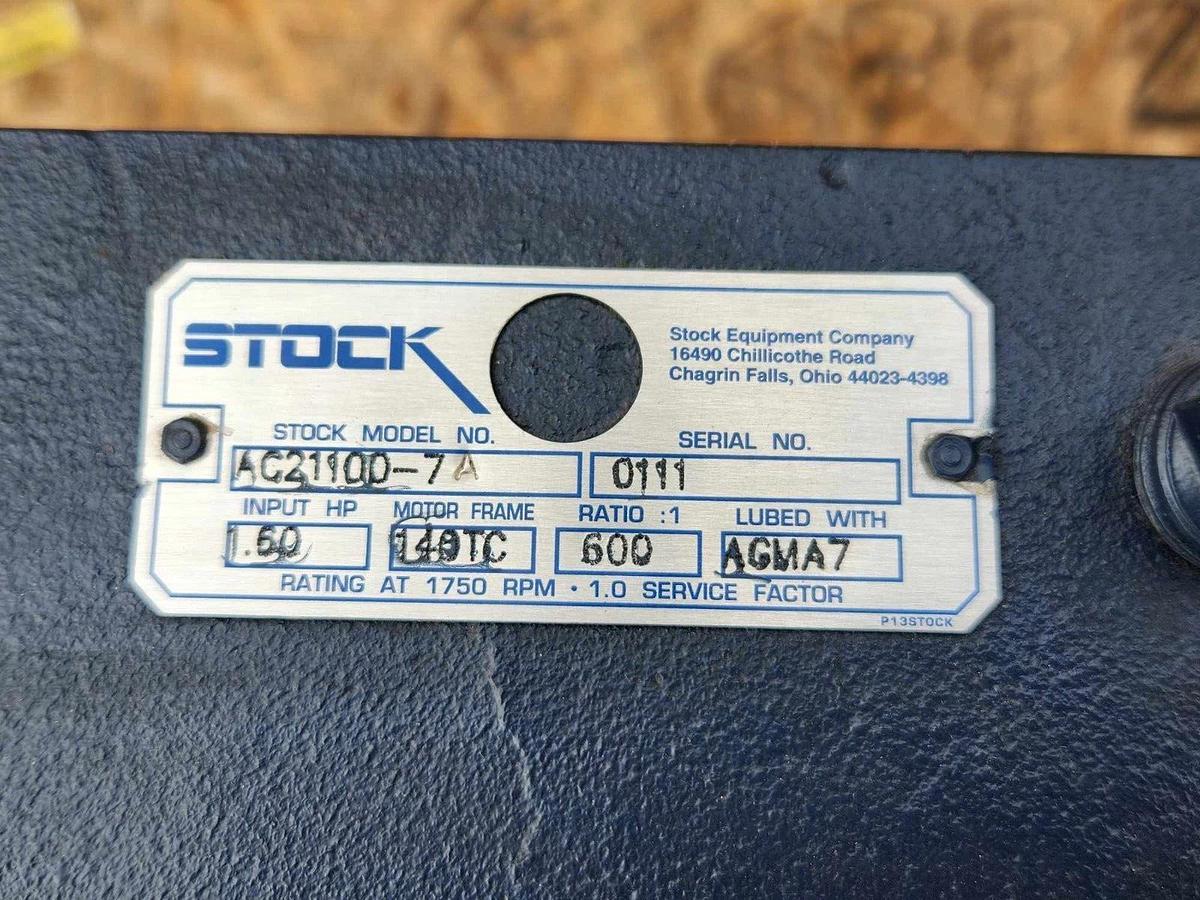 STOCK
Stock Equipment Company
16490 Chillicothe Road
Chagrin Falls, Ohio 44023-4398
STOCK MODEL NO.
SERIAL NO.
AC21100-7 A
0111
INPUT HP
MOTOR FRAME
RATIO :1
LUBED WITH
1.50
140TC
600
AGMA7
RATING AT 1750 RPM • 1.0 SERVICE FACTOR
P13STOCK